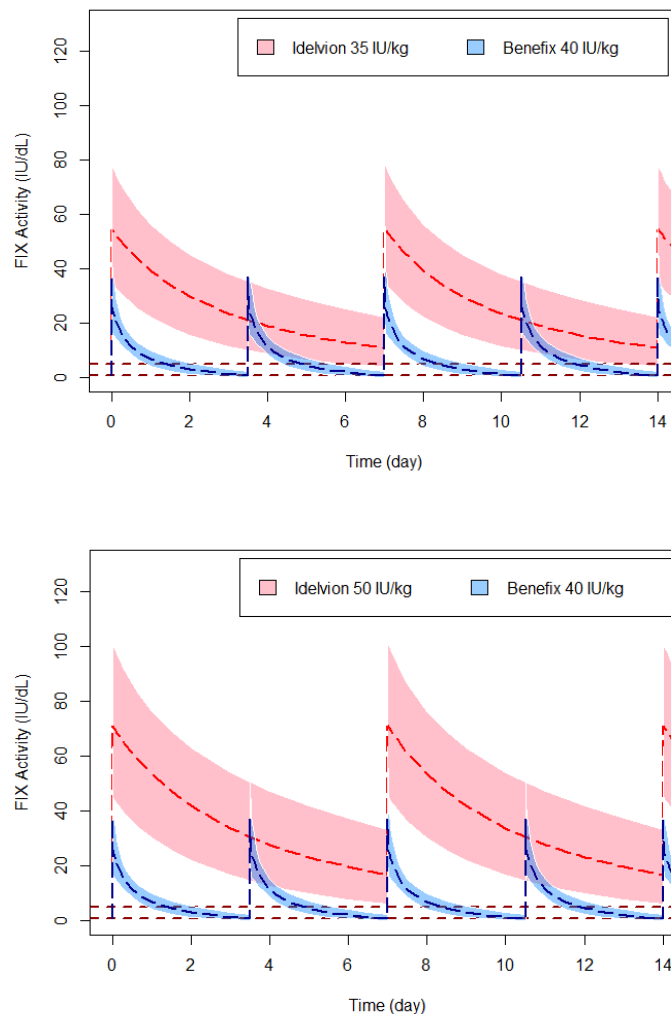 Idelvion 35 IU/kg Benefix 40 IU/kg
120
100
80
60
40
20
0
FIX Activity (IU/dL)
0 2 4 6 8 10 12 14
Time (day)
Idelvion 50 IU/kg Benefix 40 IU/kg
120
100
80
60
40
20
0
FIX Activity (IU/dL)
0 2 4 6 8 10 12 14
Time (day)